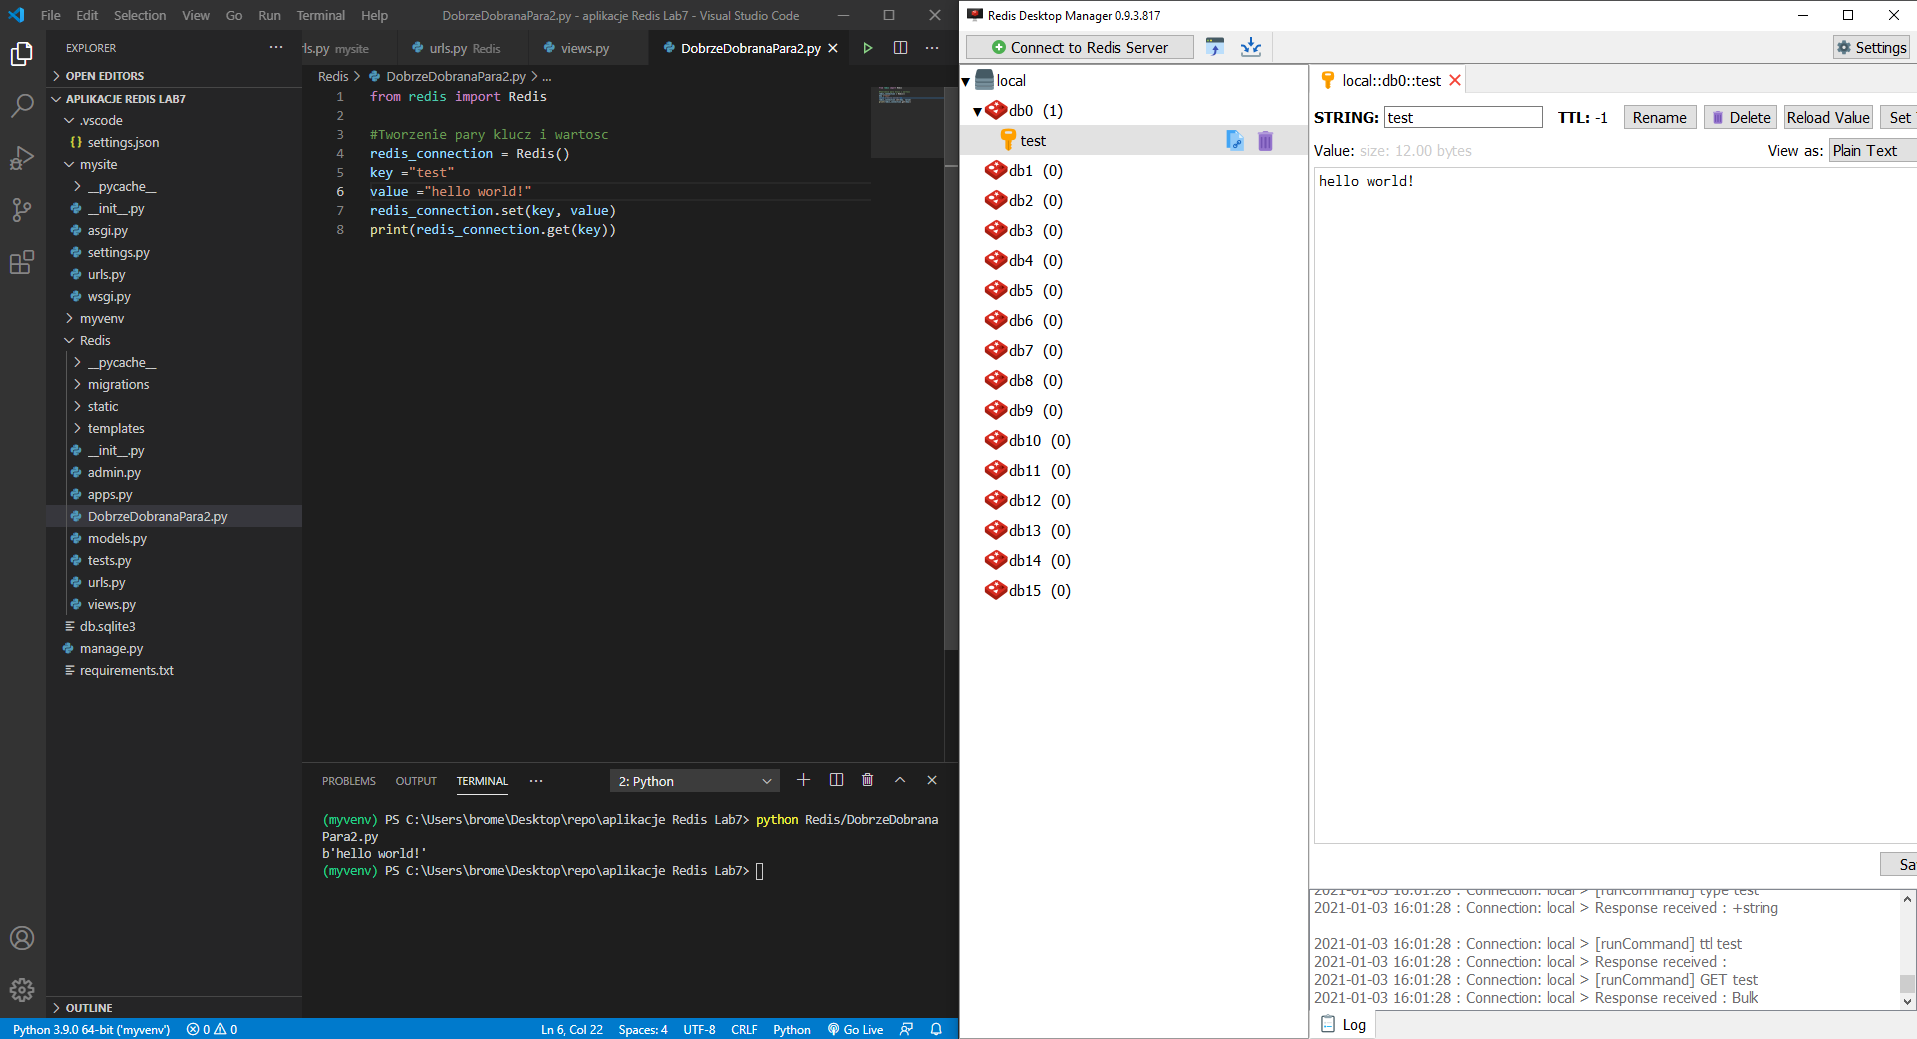 File Edit Selection View Go Run Terminal Help DobrzeDobranaPara2.py - aplikacje Redis Lab7 - Visual Studio Code
EXPLORER
OPEN EDITORS
APLIKACJE REDIS LAB7
.vscode
{} settings.json
mysite
__pycache__
__init__.py
asgi.py
settings.py
urls.py
wsgi.py
myvenv
Redis
__pycache__
migrations
static
templates
__init__.py
admin.py
apps.py
DobrzeDobranaPara2.py
models.py
tests.py
urls.py
views.py
db.sqlite3
manage.py
requirements.txt
OUTLINE
ls.py mysite urls.py Redis views.py DobrzeDobranaPara2.py
Redis > DobrzeDobranaPara2.py > ...
1 from redis import Redis
2
3 #Tworzenie pary klucz i wartosc
4 redis_connection = Redis()
5 key ="test"
6 value ="hello world!"
7 redis_connection.set(key, value)
8 print(redis_connection.get(key))
PROBLEMS OUTPUT TERMINAL ... 2: Python
(myvenv) PS C:\Users\brome\Desktop\repo\aplikacje Redis Lab7> python Redis/DobrzeDobrana
Para2.py
b'hello world!'
(myvenv) PS C:\Users\brome\Desktop\repo\aplikacje Redis Lab7>
Python 3.9.0 64-bit ('myvenv') 0 0 Ln 6, Col 22 Spaces: 4 UTF-8 CRLF Python Go Live
Redis Desktop Manager 0.9.3.817
Connect to Redis Server Settings
local
db0 (1)
test
db1 (0)
db2 (0)
db3 (0)
db4 (0)
db5 (0)
db6 (0)
db7 (0)
db8 (0)
db9 (0)
db10 (0)
db11 (0)
db12 (0)
db13 (0)
db14 (0)
db15 (0)
local::db0::test
STRING: test TTL: -1 Rename Delete Reload Value Set
Value: size: 12.00 bytes View as: Plain Text
hello world!
Sa
2021-01-03 16:01:28 : Connection: local > [runCommand] type test
2021-01-03 16:01:28 : Connection: local > Response received : +string
2021-01-03 16:01:28 : Connection: local > [runCommand] ttl test
2021-01-03 16:01:28 : Connection: local > Response received :
2021-01-03 16:01:28 : Connection: local > [runCommand] GET test
2021-01-03 16:01:28 : Connection: local > Response received : Bulk
Log